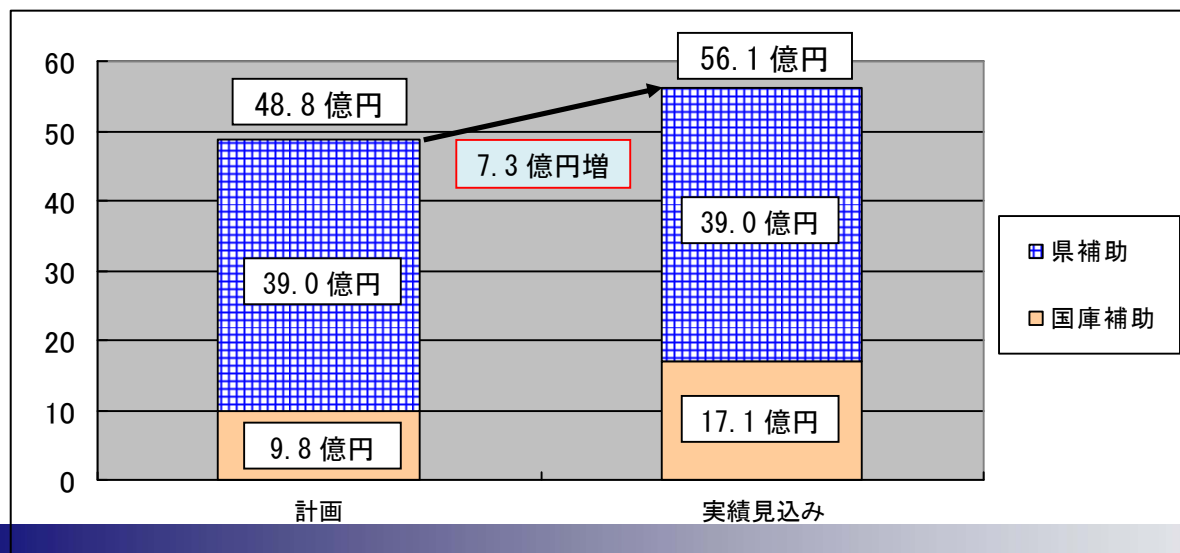 60
50
40
30
20
10
0
48.8億円
56.1億円
7.3億円増
39.0億円
39.0億円
9.8億円
17.1億円
計画
実績見込み
県補助
国庫補助